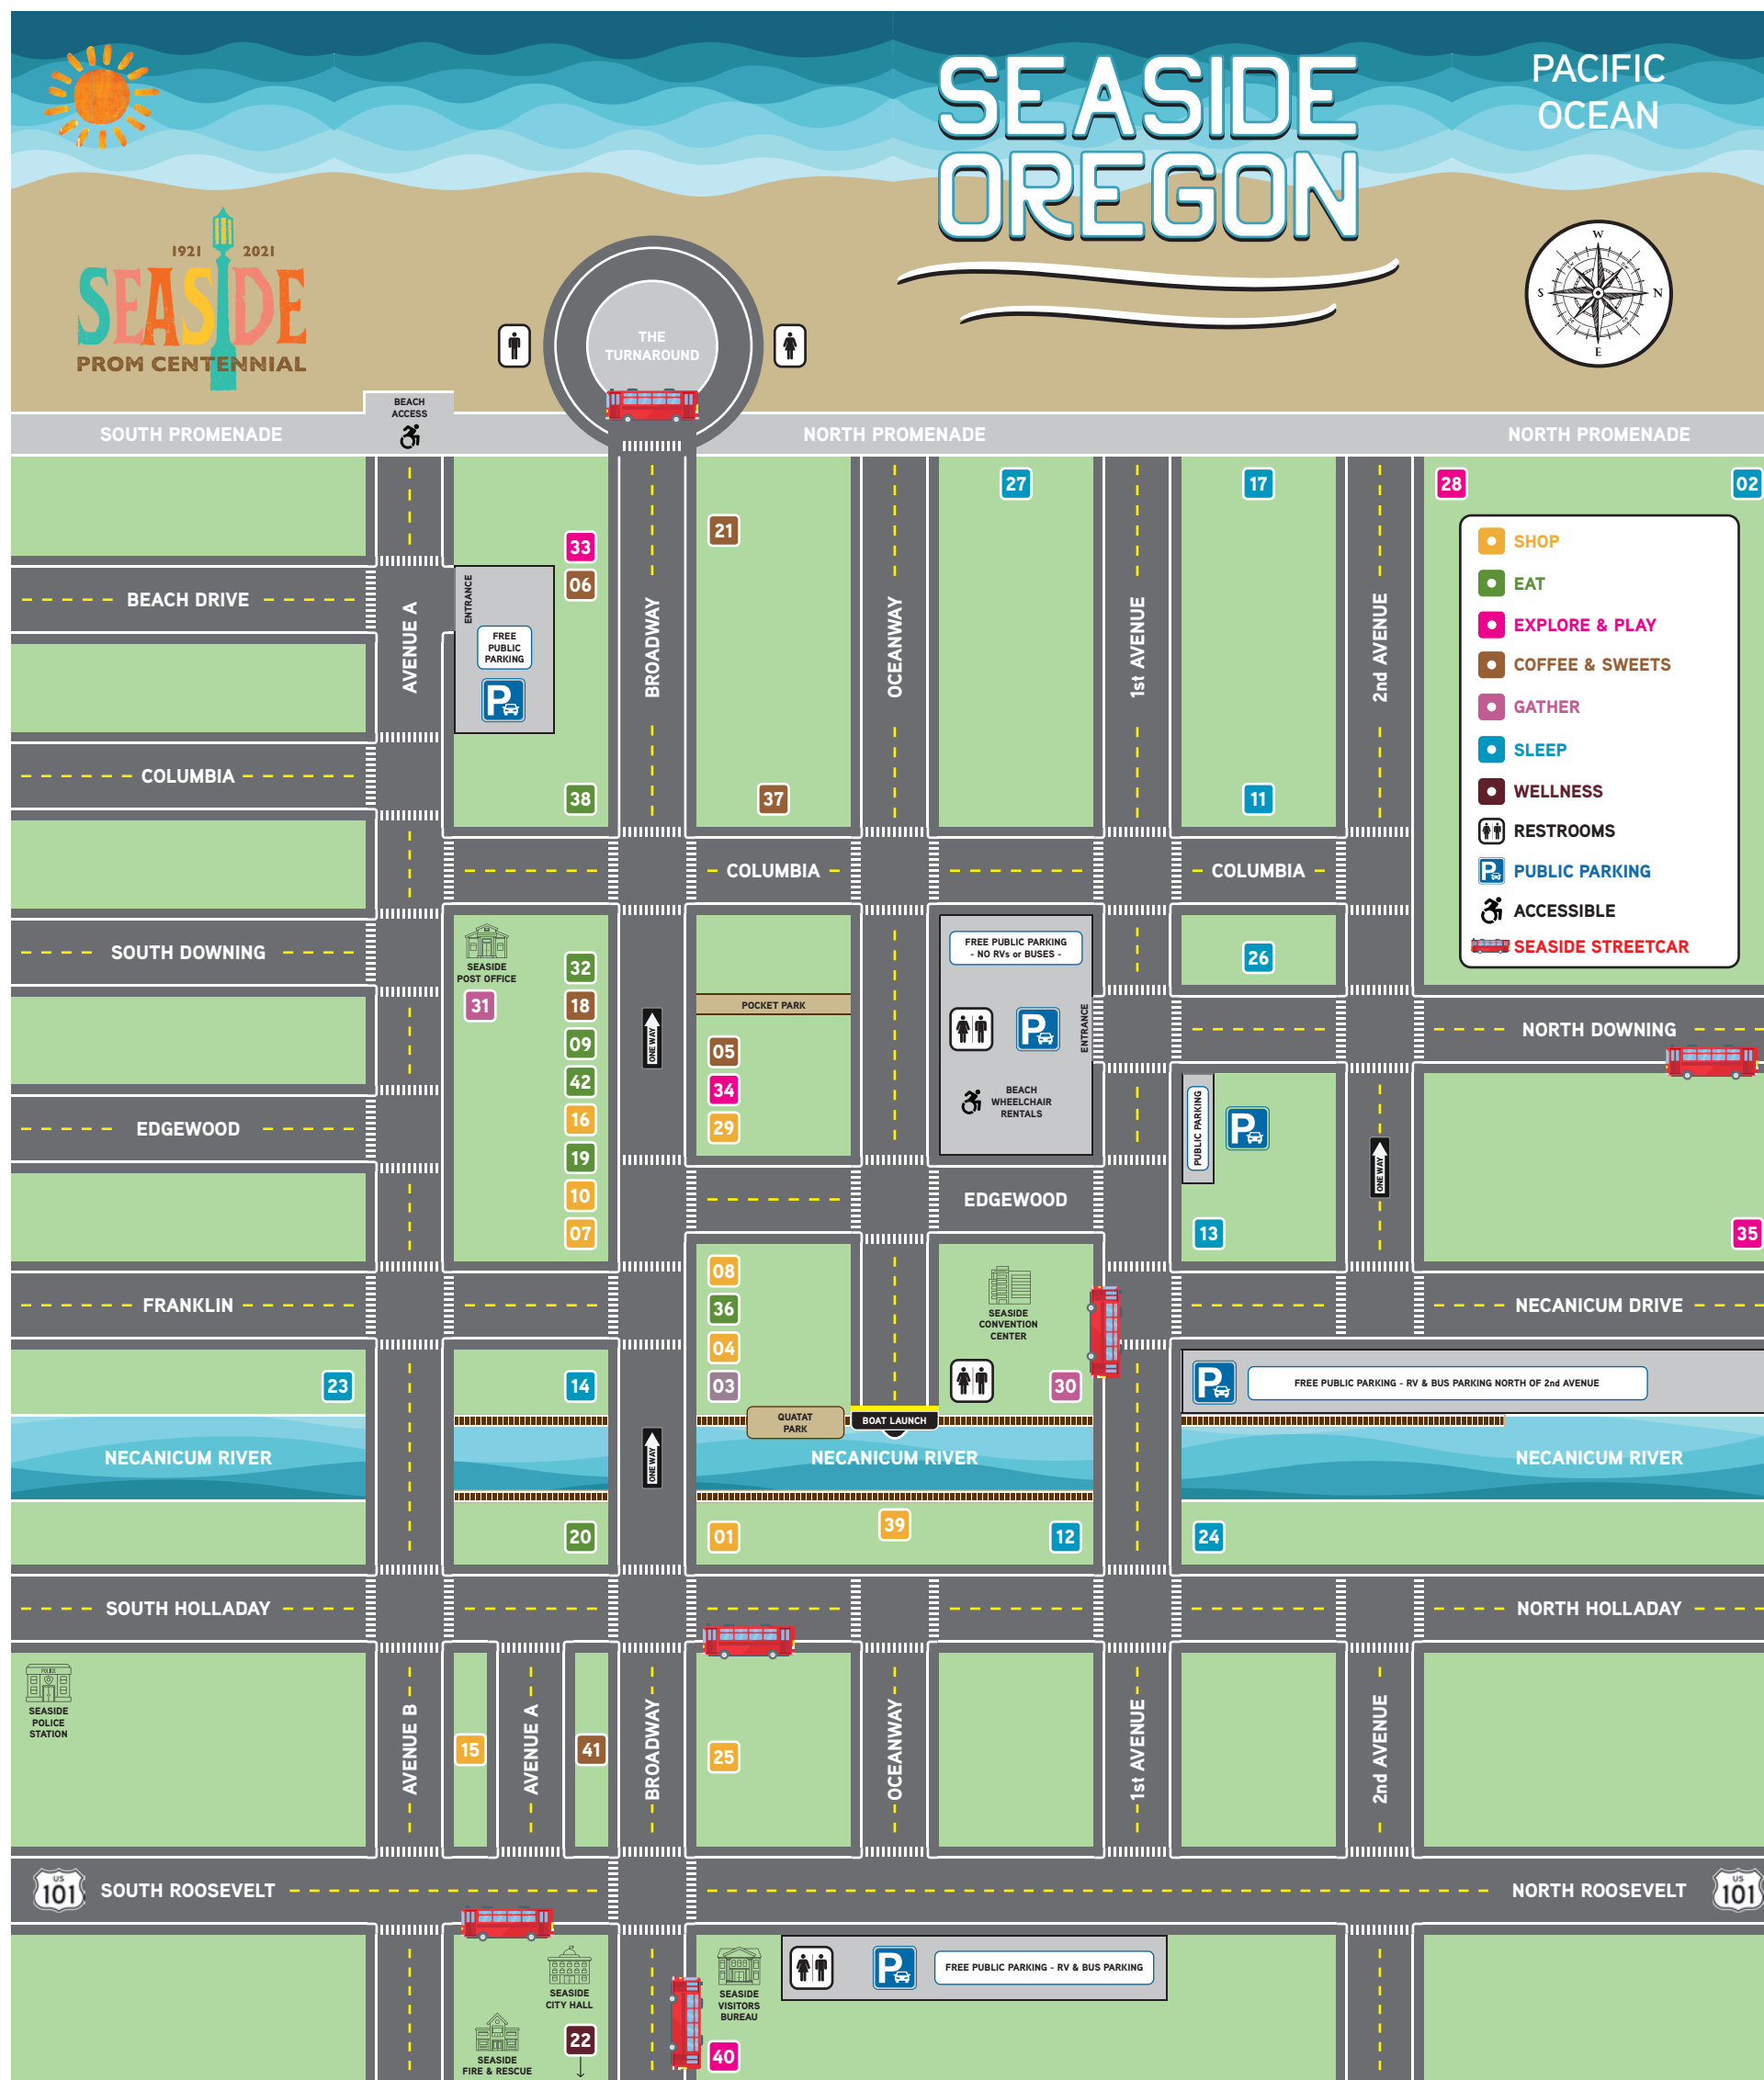 SEASIDE
OREGON
PACIFIC
OCEAN
1921 2021
SEASIDE
PROM CENTENNIAL
W
S N
E
THE
TURNAROUND
BEACH
ACCESS
SOUTH PROMENADE
NORTH PROMENADE
NORTH PROMENADE
27
17
28
02
21
33
06
SHOP
EAT
EXPLORE & PLAY
COFFEE & SWEETS
GATHER
SLEEP
WELLNESS
RESTROOMS
PUBLIC PARKING
ACCESSIBLE
SEASIDE STREETCAR
BEACH DRIVE
AVENUE A
ENTRANCE
FREE
PUBLIC
PARKING
P
BROADWAY
OCEANWAY
1st AVENUE
2nd AVENUE
COLUMBIA
38
37
11
COLUMBIA
COLUMBIA
SOUTH DOWNING
SEASIDE
POST OFFICE
31
32
18
09
42
16
19
10
07
ONE WAY
POCKET PARK
05
34
29
FREE PUBLIC PARKING
- NO RVs or BUSES -
P
ENTRANCE
BEACH
WHEELCHAIR
RENTALS
26
NORTH DOWNING
PUBLIC PARKING
P
ONE WAY
EDGEWOOD
EDGEWOOD
13
35
08
36
04
03
SEASIDE
CONVENTION
CENTER
30
FRANKLIN
NECANICUM DRIVE
23
14
P
FREE PUBLIC PARKING - RV & BUS PARKING NORTH OF 2nd AVENUE
QUATAT
PARK
BOAT LAUNCH
NECANICUM RIVER
ONE WAY
NECANICUM RIVER
NECANICUM RIVER
20
01
39
12
24
SOUTH HOLLADAY
NORTH HOLLADAY
POLICE
SEASIDE
POLICE
STATION
AVENUE B
15
AVENUE A
41
BROADWAY
25
OCEANWAY
1st AVENUE
2nd AVENUE
US
101
SOUTH ROOSEVELT
NORTH ROOSEVELT
US
101
SEASIDE
CITY HALL
SEASIDE
FIRE & RESCUE
22
SEASIDE
VISITORS
BUREAU
40
P
FREE PUBLIC PARKING - RV & BUS PARKING